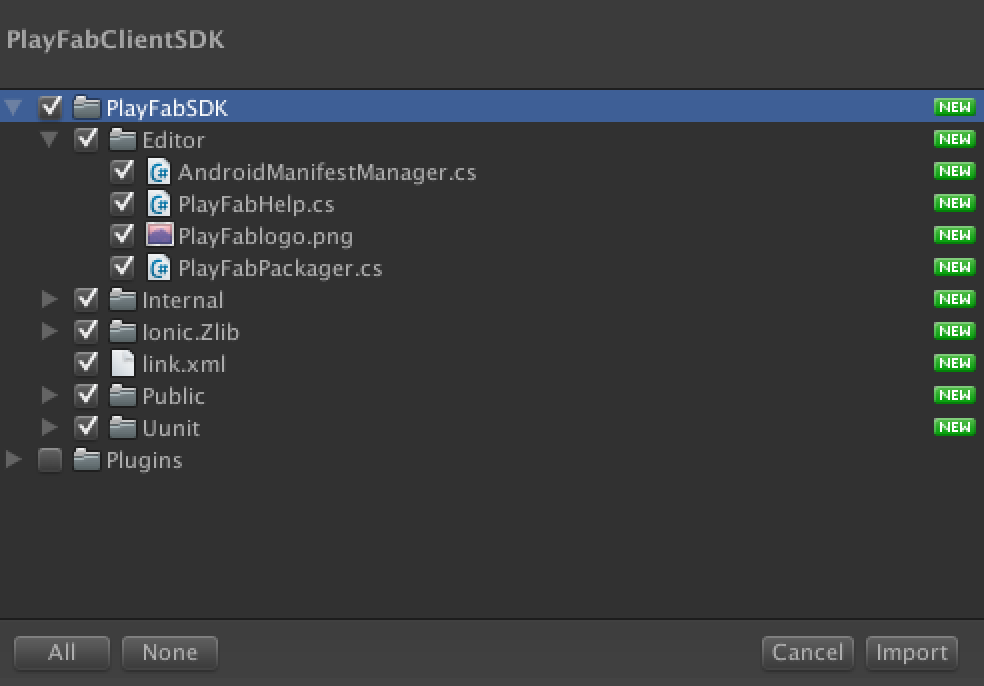 PlayFabClientSDK
PlayFabSDK NEW
Editor NEW
AndroidManifestManager.cs NEW
PlayFabHelp.cs NEW
PlayFablogo.png NEW
PlayFabPackager.cs NEW
Internal NEW
Ionic.Zlib NEW
link.xml NEW
Public NEW
Uunit NEW
Plugins
All None Cancel Import